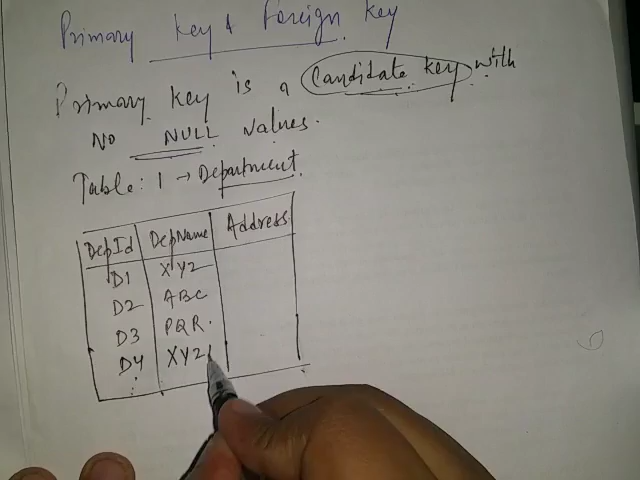 Primary Key & Foreign Key
Primary Key is a Candidate Key with
No NULL values.
Table: 1 → Department
DepId DepName Address
D1 XYZ
D2 ABC
D3 PQR.
D4 XYZ